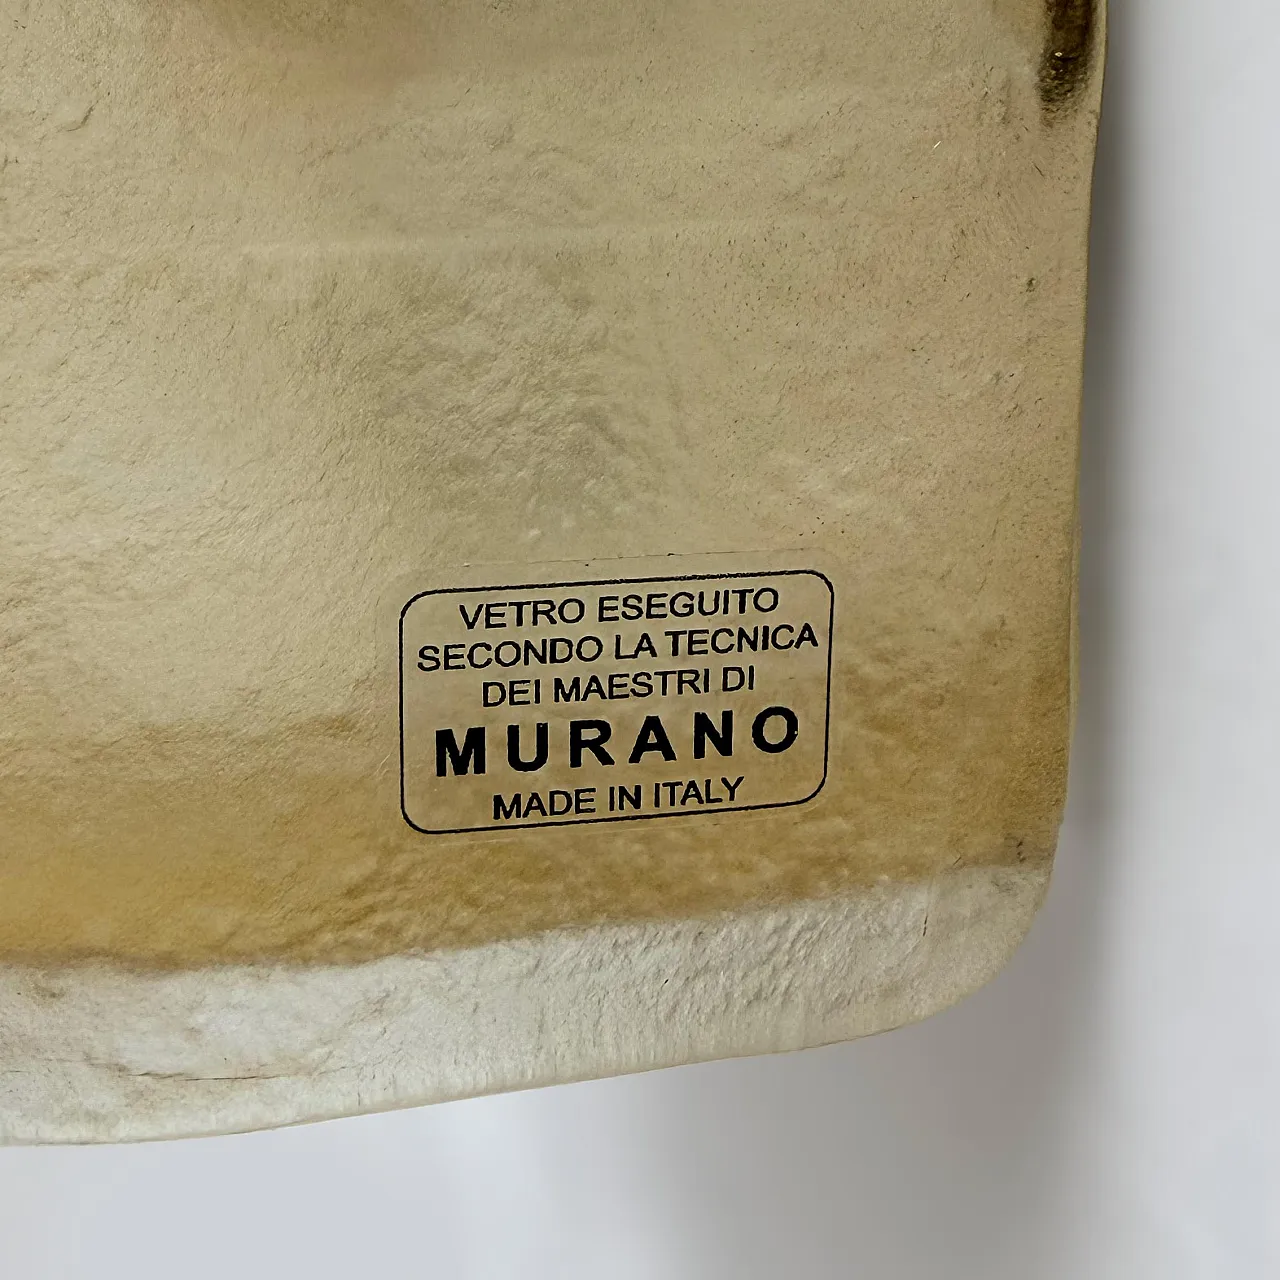 VETRO ESEGUITO
SECONDO LA TECNICA
DEI MAESTRI DI
MURANO
MADE IN ITALY